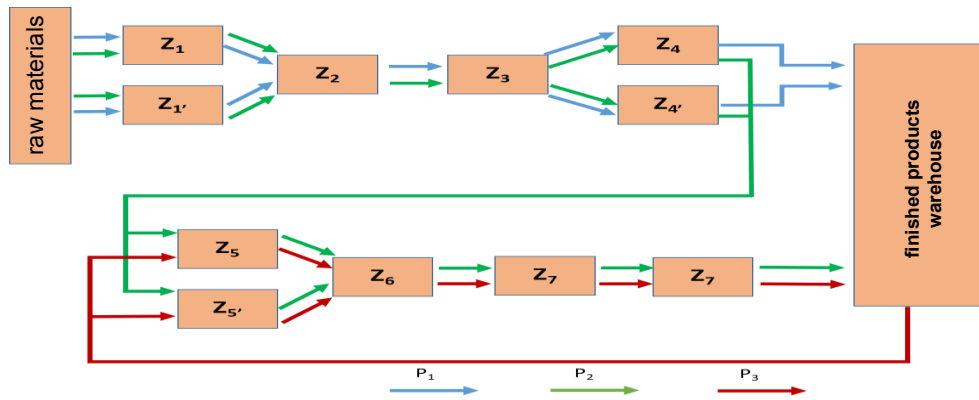 raw materials
Z1
Z1'
Z2
Z3
Z4
Z4'
finished products
warehouse
Z5
Z5'
Z6
Z7
Z7
P1
P2
P3